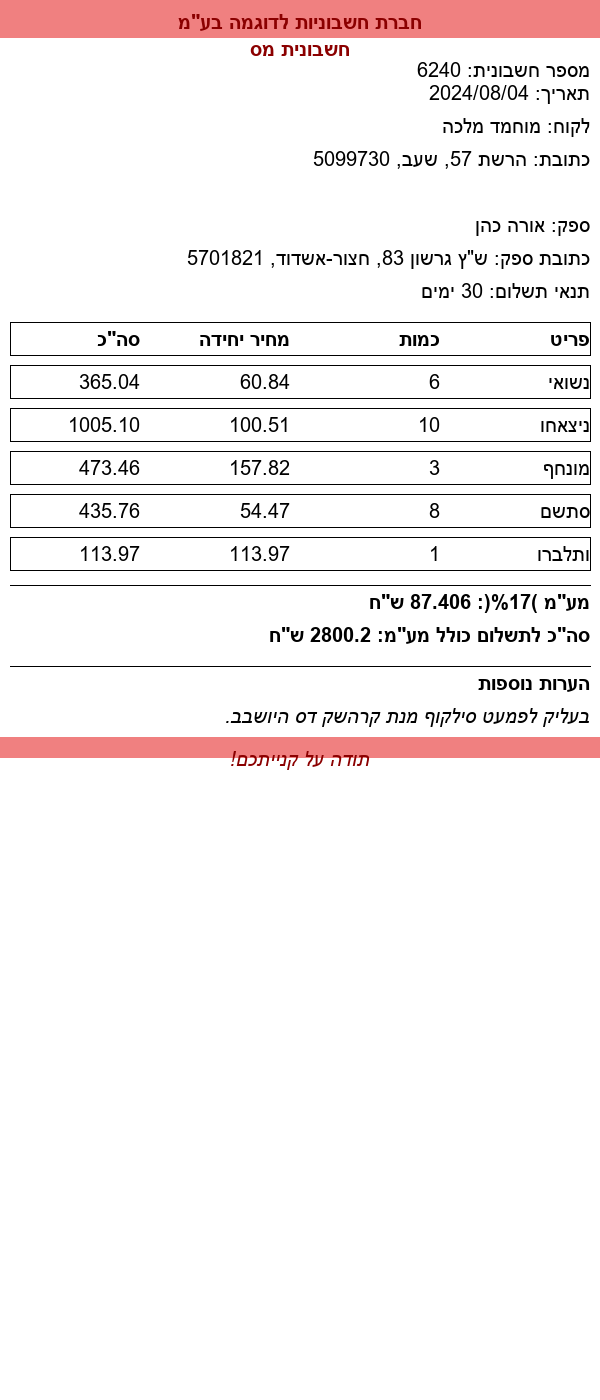 חברת חשבוניות לדוגמה בע"מ
חשבונית מס
מספר חשבונית: 6240
תאריך: 2024/08/04
לקוח: מוחמד מלכה
כתובת: הרשת 57, שעב, 5099730
ספק: אורה כהן
כתובת ספק: ש"ץ גרשון 83, חצור-אשדוד, 5701821
תנאי תשלום: 30 ימים
פריט כמות מחיר יחידה סה"כ
נשואי 6 60.84 365.04
ניצאחו 10 100.51 1005.10
מונחף 3 157.82 473.46
סתשם 8 54.47 435.76
ותלברו 1 113.97 113.97
מע"מ )17%(: 87.406 ש"ח
סה"כ לתשלום כולל מע"מ: 2800.2 ש"ח
הערות נוספות
בעליק לפמעט סילקוף מנת קרהשק דס היושבב.
תודה על קנייתכם!